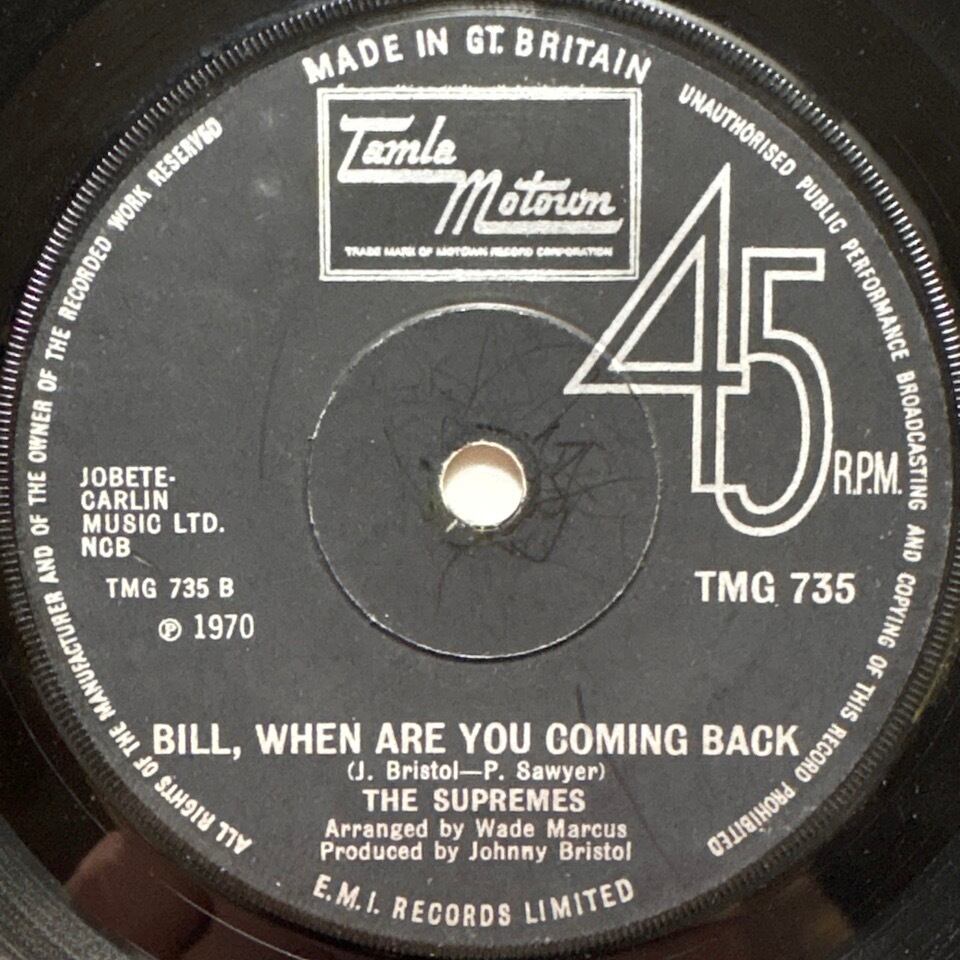 MADE IN GT. BRITAIN
Tamla
Motown
TRADE MARK OF MOTOWN RECORD CORPORATION
45
R.P.M.
JOBETE-
CARLIN
MUSIC LTD.
NCB
TMG 735 B
℗ 1970
TMG 735
BILL, WHEN ARE YOU COMING BACK
(J. Bristol—P. Sawyer)
THE SUPREMES
Arranged by Wade Marcus
Produced by Johnny Bristol
E.M.I. RECORDS LIMITED
ALL RIGHTS OF THE MANUFACTURER AND OF THE OWNER OF THE RECORDED WORK RESERVED
UNAUTHORISED PUBLIC PERFORMANCE BROADCASTING AND COPYING OF THIS RECORD PROHIBITED